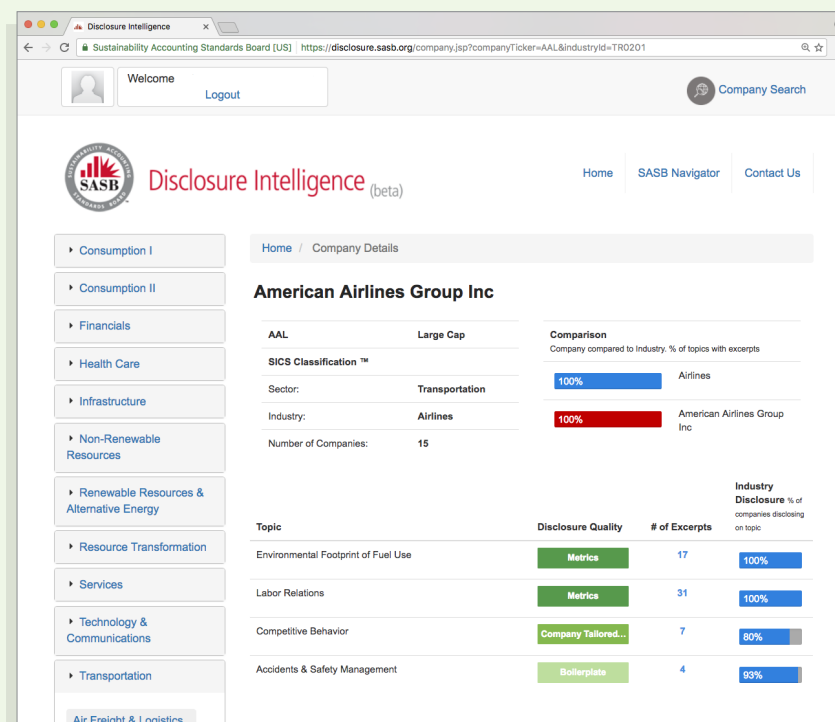 Disclosure Intelligence
Sustainability Accounting Standards Board [US] https://disclosure.sasb.org/company.jsp?companyTicker=AAL&industryId=TR0201
Welcome
Logout
Company Search
SUSTAINABILITY ACCOUNTING
SASB
STANDARDS BOARD
Disclosure Intelligence (beta)
Home SASB Navigator Contact Us
Consumption I
Consumption II
Financials
Health Care
Infrastructure
Non-Renewable
Resources
Renewable Resources &
Alternative Energy
Resource Transformation
Services
Technology &
Communications
Transportation
Air Freight & Logistics
Home / Company Details
American Airlines Group Inc
AAL Large Cap
SICS Classification ™
Sector: Transportation
Industry: Airlines
Number of Companies: 15
Comparison
Company compared to Industry. % of topics with excerpts
100% Airlines
100% American Airlines Group
Inc
Topic Disclosure Quality # of Excerpts Industry
Disclosure % of
companies disclosing
on topic
Environmental Footprint of Fuel Use Metrics 17 100%
Labor Relations Metrics 31 100%
Competitive Behavior Company Tailored... 7 80%
Accidents & Safety Management Boilerplate 4 93%